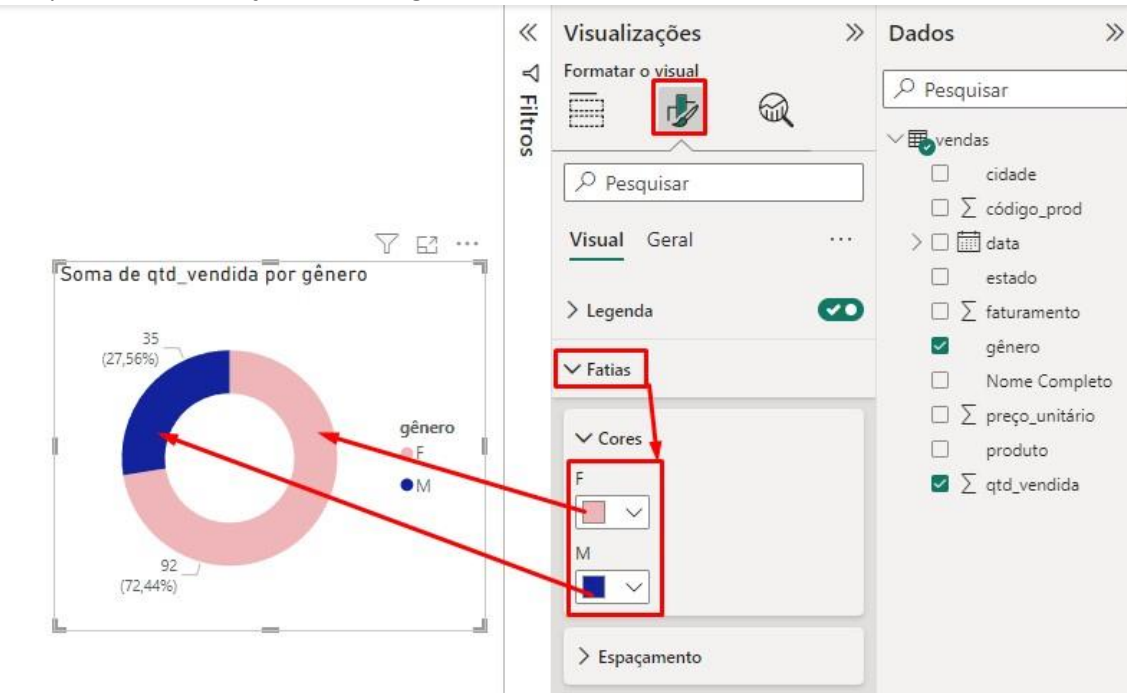 Soma de qtd_vendida por gênero
35
(27,56%)
92
(72,44%)
gênero
F
M
Filtros
Visualizações
Formatar o visual
Pesquisar
Visual
Geral
Legenda
Fatias
Cores
F
M
Espaçamento
Dados
Pesquisar
vendas
cidade
∑ código_prod
data
estado
∑ faturamento
gênero
Nome Completo
∑ preço_unitário
produto
∑ qtd_vendida